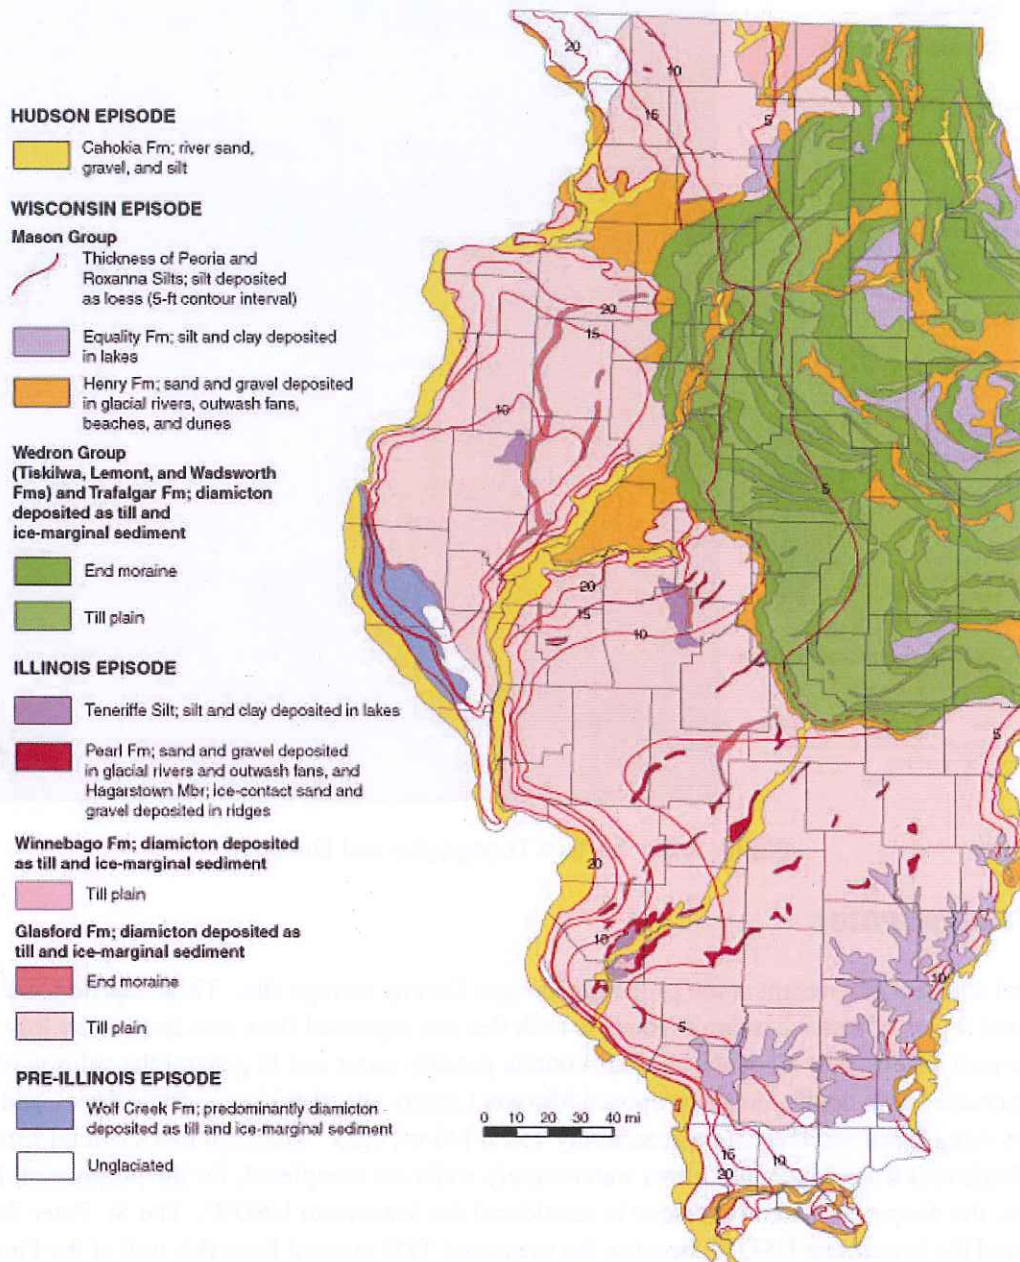 HUDSON EPISODE
Cahokia Fm; river sand,
gravel, and silt
WISCONSIN EPISODE
Mason Group
Thickness of Peoria and
Roxanna Silts; silt deposited
as loess (5-ft contour interval)
Equality Fm; silt and clay deposited
in lakes
Henry Fm; sand and gravel deposited
in glacial rivers, outwash fans,
beaches, and dunes
Wedron Group
(Tiskilwa, Lemont, and Wadsworth
Fms) and Trafalgar Fm; diamicton
deposited as till and
ice-marginal sediment
End moraine
Till plain
ILLINOIS EPISODE
Teneriffe Silt; silt and clay deposited in lakes
Pearl Fm; sand and gravel deposited
in glacial rivers and outwash fans, and
Hagarstown Mbr; ice-contact sand and
gravel deposited in ridges
Winnebago Fm; diamicton deposited
as till and ice-marginal sediment
Till plain
Glasford Fm; diamicton deposited as
till and ice-marginal sediment
End moraine
Till plain
PRE-ILLINOIS EPISODE
Wolf Creek Fm; predominantly diamicton
deposited as till and ice-marginal sediment
Unglaciated
20
10
15
5
20
15
10
5
20
15
10
5
20
10
10
5
15
20
10
0 10 20 30 40 mi